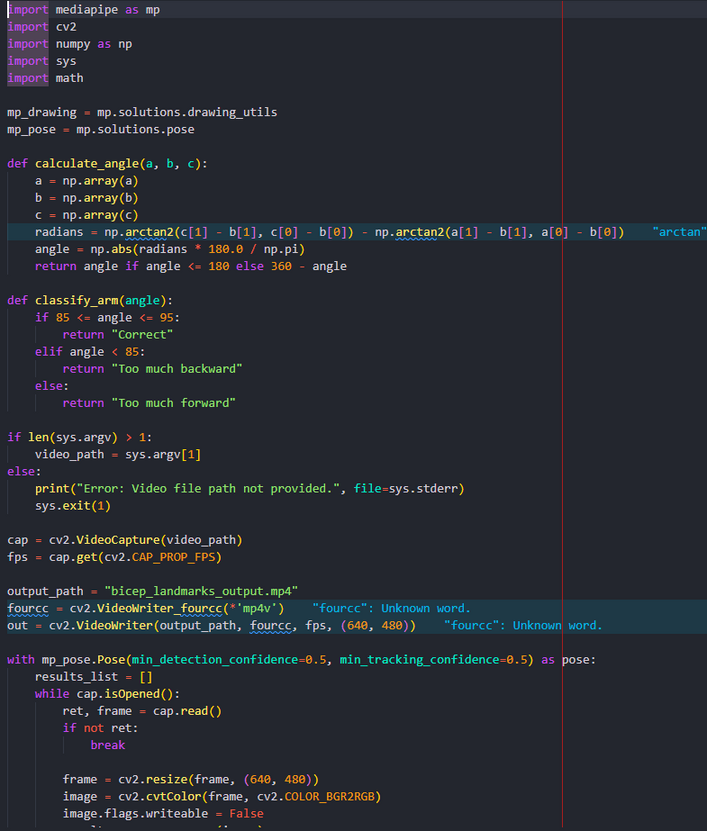 import mediapipe as mp
import cv2
import numpy as np
import sys
import math
mp_drawing = mp.solutions.drawing_utils
mp_pose = mp.solutions.pose
def calculate_angle(a, b, c):
    a = np.array(a)
    b = np.array(b)
    c = np.array(c)
    radians = np.arctan2(c[1] - b[1], c[0] - b[0]) - np.arctan2(a[1] - b[1], a[0] - b[0])    "arctan"
    angle = np.abs(radians * 180.0 / np.pi)
    return angle if angle <= 180 else 360 - angle
def classify_arm(angle):
    if 85 <= angle <= 95:
        return "Correct"
    elif angle < 85:
        return "Too much backward"
    else:
        return "Too much forward"
if len(sys.argv) > 1:
    video_path = sys.argv[1]
else:
    print("Error: Video file path not provided.", file=sys.stderr)
    sys.exit(1)
cap = cv2.VideoCapture(video_path)
fps = cap.get(cv2.CAP_PROP_FPS)
output_path = "bicep_landmarks_output.mp4"
fourcc = cv2.VideoWriter_fourcc(*'mp4v')    "fourcc": Unknown word.
out = cv2.VideoWriter(output_path, fourcc, fps, (640, 480))    "fourcc": Unknown word.
with mp_pose.Pose(min_detection_confidence=0.5, min_tracking_confidence=0.5) as pose:
    results_list = []
    while cap.isOpened():
        ret, frame = cap.read()
        if not ret:
            break
        frame = cv2.resize(frame, (640, 480))
        image = cv2.cvtColor(frame, cv2.COLOR_BGR2RGB)
        image.flags.writeable = False